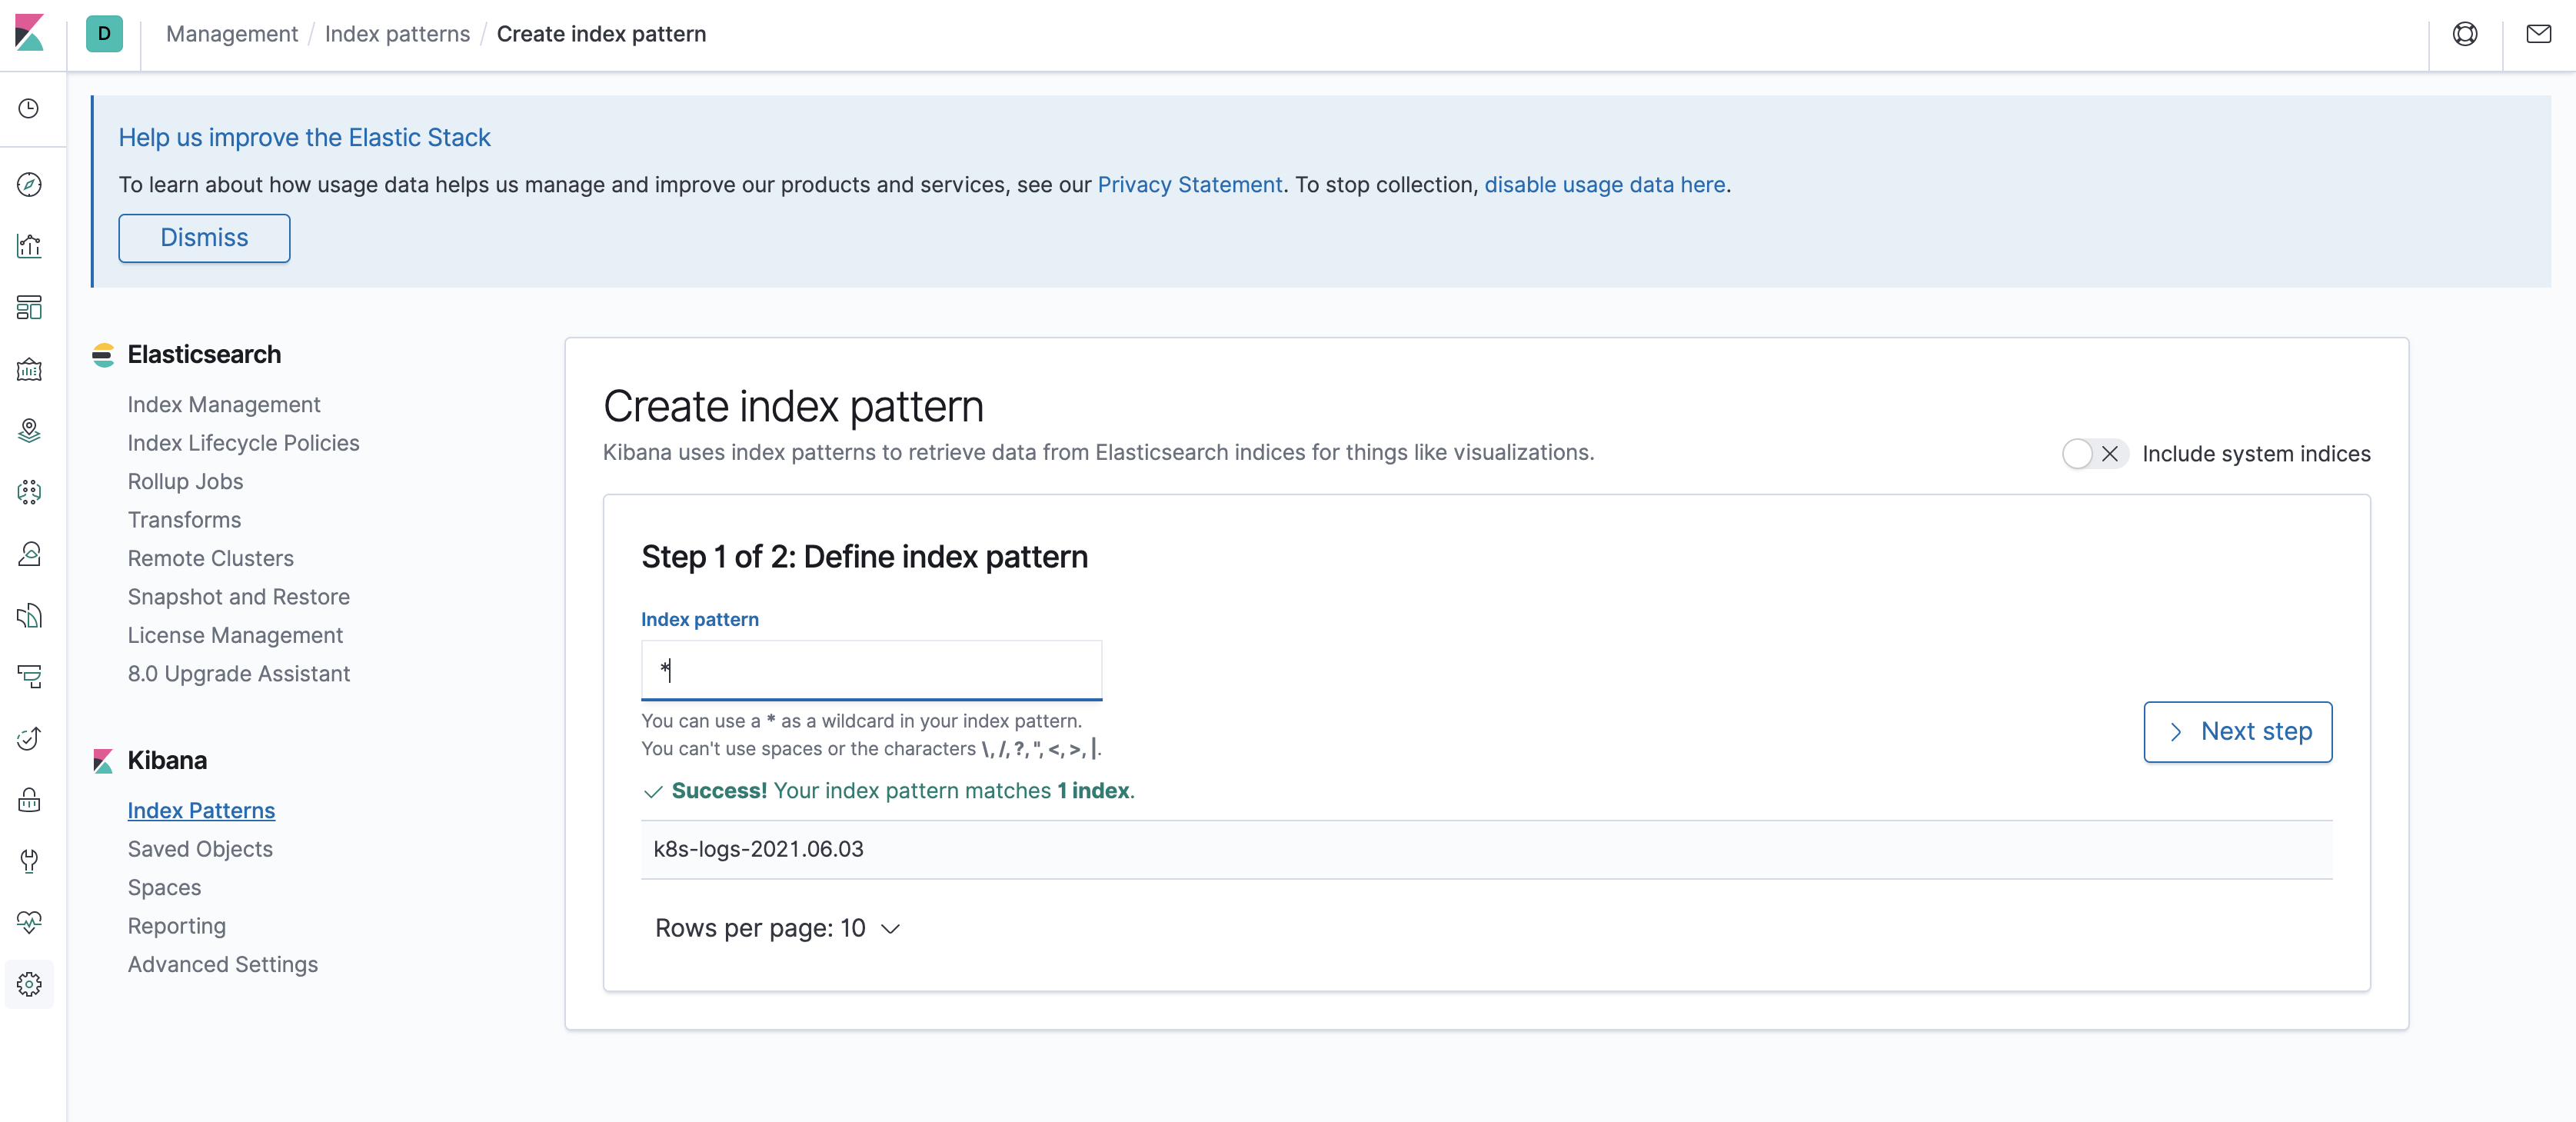 D
Management / Index patterns / Create index pattern
Help us improve the Elastic Stack
To learn about how usage data helps us manage and improve our products and services, see our Privacy Statement. To stop collection, disable usage data here.
Dismiss
Elasticsearch
Index Management
Index Lifecycle Policies
Rollup Jobs
Transforms
Remote Clusters
Snapshot and Restore
License Management
8.0 Upgrade Assistant
Kibana
Index Patterns
Saved Objects
Spaces
Reporting
Advanced Settings
Create index pattern
Kibana uses index patterns to retrieve data from Elasticsearch indices for things like visualizations.
Include system indices
Step 1 of 2: Define index pattern
Index pattern
*
You can use a * as a wildcard in your index pattern.
You can't use spaces or the characters \, /, ?, ", <, >, |.
Next step
Success! Your index pattern matches 1 index.
k8s-logs-2021.06.03
Rows per page: 10